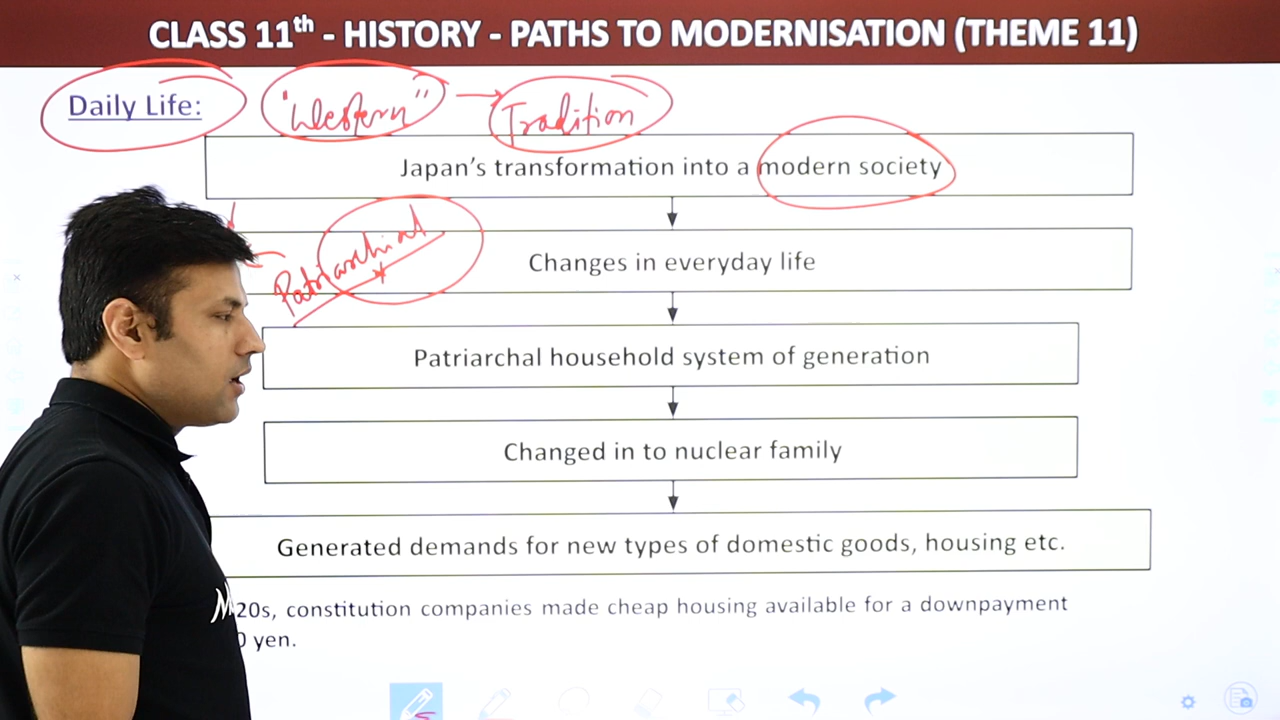 CLASS 11th - HISTORY - PATHS TO MODERNISATION (THEME 11)
Daily Life: "Western" → Tradition
Japan's transformation into a modern society
Patriarchial
Changes in everyday life
Patriarchal household system of generation
Changed in to nuclear family
Generated demands for new types of domestic goods, housing etc.
20s, constitution companies made cheap housing available for a downpayment
0 yen.